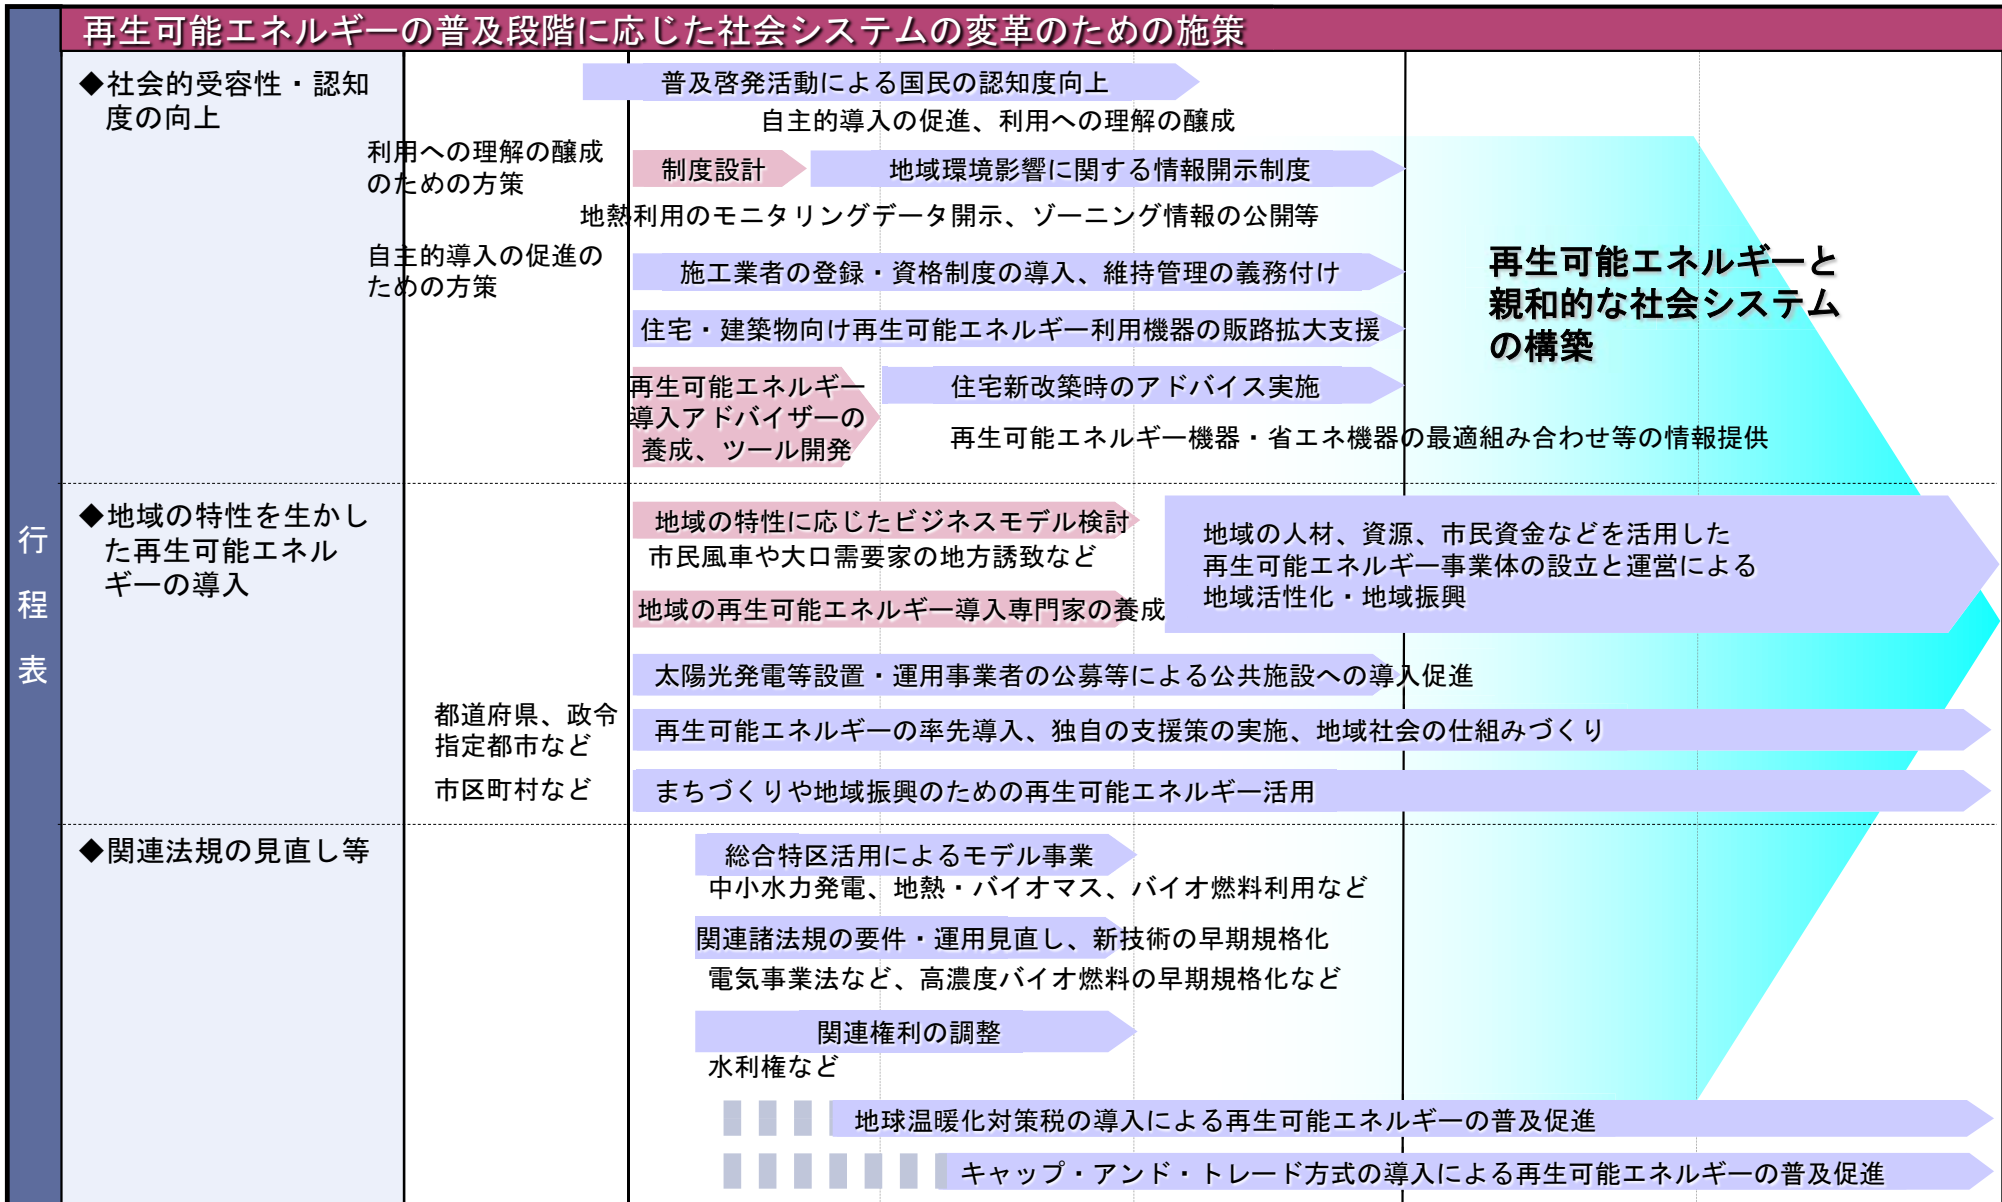 再生可能エネルギーの普及段階に応じた社会システムの変革のための施策
行程表
◆社会的受容性・認知
度の向上
普及啓発活動による国民の認知度向上
自主的導入の促進、利用への理解の醸成
利用への理解の醸成
のための方策
制度設計
地域環境影響に関する情報開示制度
地熱利用のモニタリングデータ開示、ゾーニング情報の公開等
自主的導入の促進の
ための方策
施工業者の登録・資格制度の導入、維持管理の義務付け
住宅・建築物向け再生可能エネルギー利用機器の販路拡大支援
再生可能エネルギー
導入アドバイザーの
養成、ツール開発
住宅新改築時のアドバイス実施
再生可能エネルギー機器・省エネ機器の最適組み合わせ等の情報提供
再生可能エネルギーと
親和的な社会システム
の構築
◆地域の特性を生かし
た再生可能エネル
ギーの導入
地域の特性に応じたビジネスモデル検討
市民風車や大口需要家の地方誘致など
地域の再生可能エネルギー導入専門家の養成
地域の人材、資源、市民資金などを活用した
再生可能エネルギー事業体の設立と運営による
地域活性化・地域振興
太陽光発電等設置・運用事業者の公募等による公共施設への導入促進
都道府県、政令
指定都市など
再生可能エネルギーの率先導入、独自の支援策の実施、地域社会の仕組みづくり
市区町村など
まちづくりや地域振興のための再生可能エネルギー活用
◆関連法規の見直し等
総合特区活用によるモデル事業
中小水力発電、地熱・バイオマス、バイオ燃料利用など
関連諸法規の要件・運用見直し、新技術の早期規格化
電気事業法など、高濃度バイオ燃料の早期規格化など
関連権利の調整
水利権など
地球温暖化対策税の導入による再生可能エネルギーの普及促進
キャップ・アンド・トレード方式の導入による再生可能エネルギーの普及促進